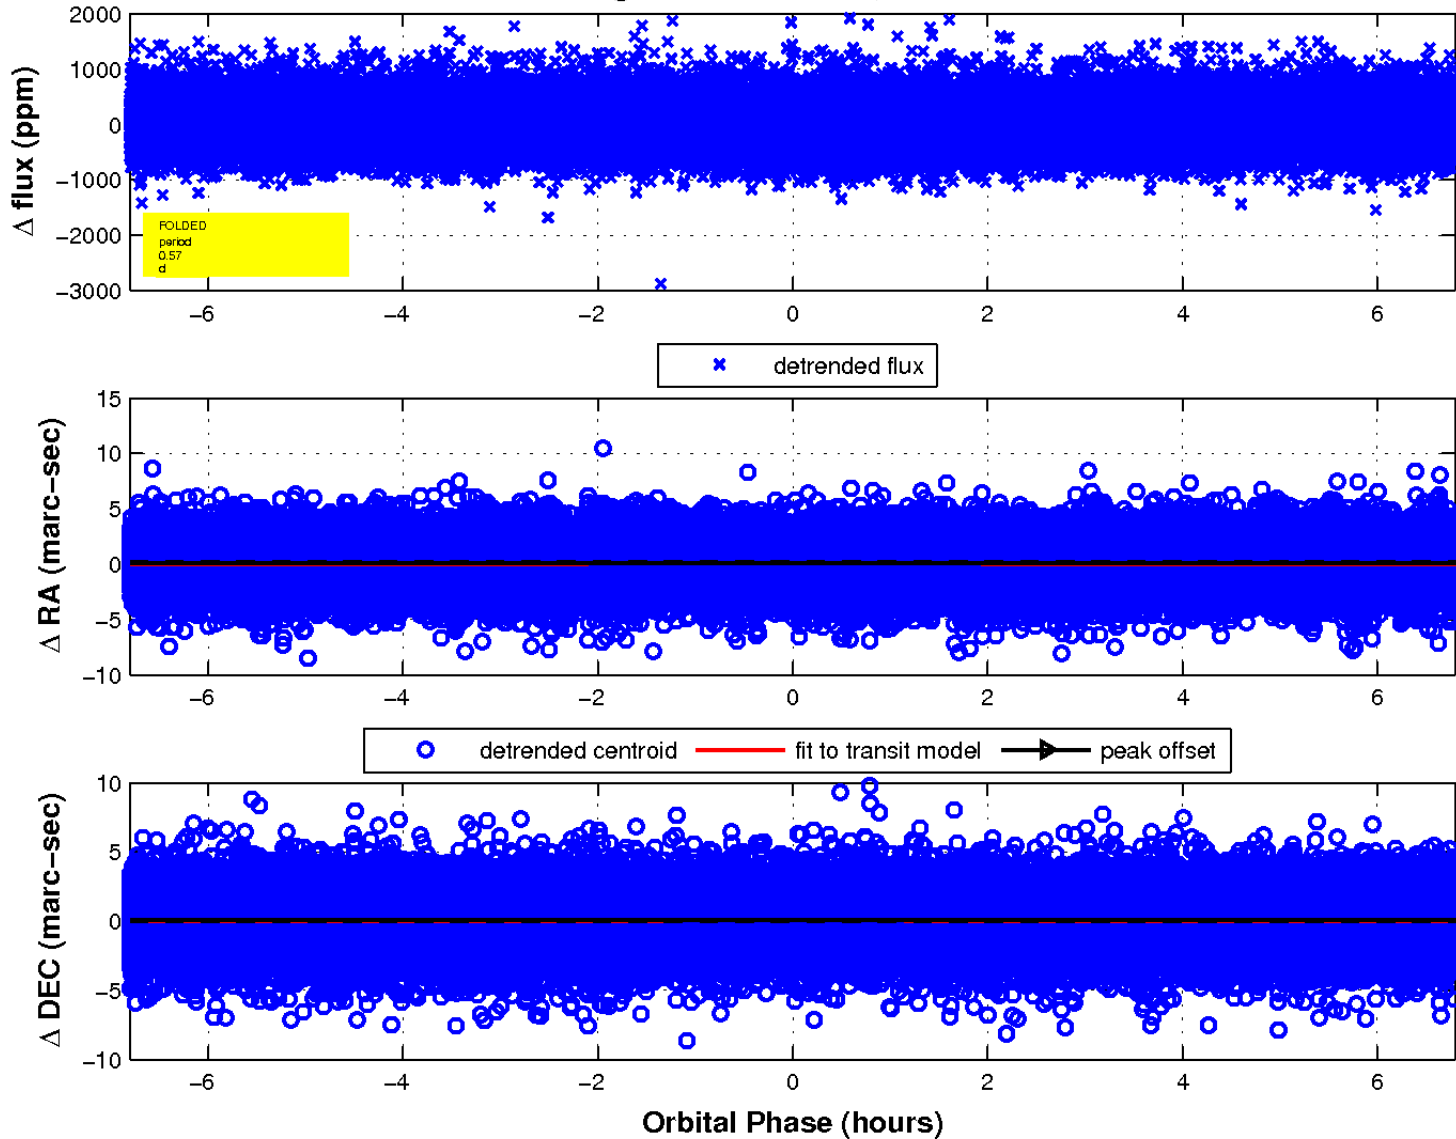 2000
1000
0
−1000
−2000
−3000
Δ flux (ppm)
FOLDED
period
0.57
d
−6 −4 −2 0 2 4 6
detrended flux
15
10
5
0
−5
−10
Δ RA (marc−sec)
−6 −4 −2 0 2 4 6
detrended centroid fit to transit model peak offset
10
5
0
−5
−10
Δ DEC (marc−sec)
−6 −4 −2 0 2 4 6
Orbital Phase (hours)